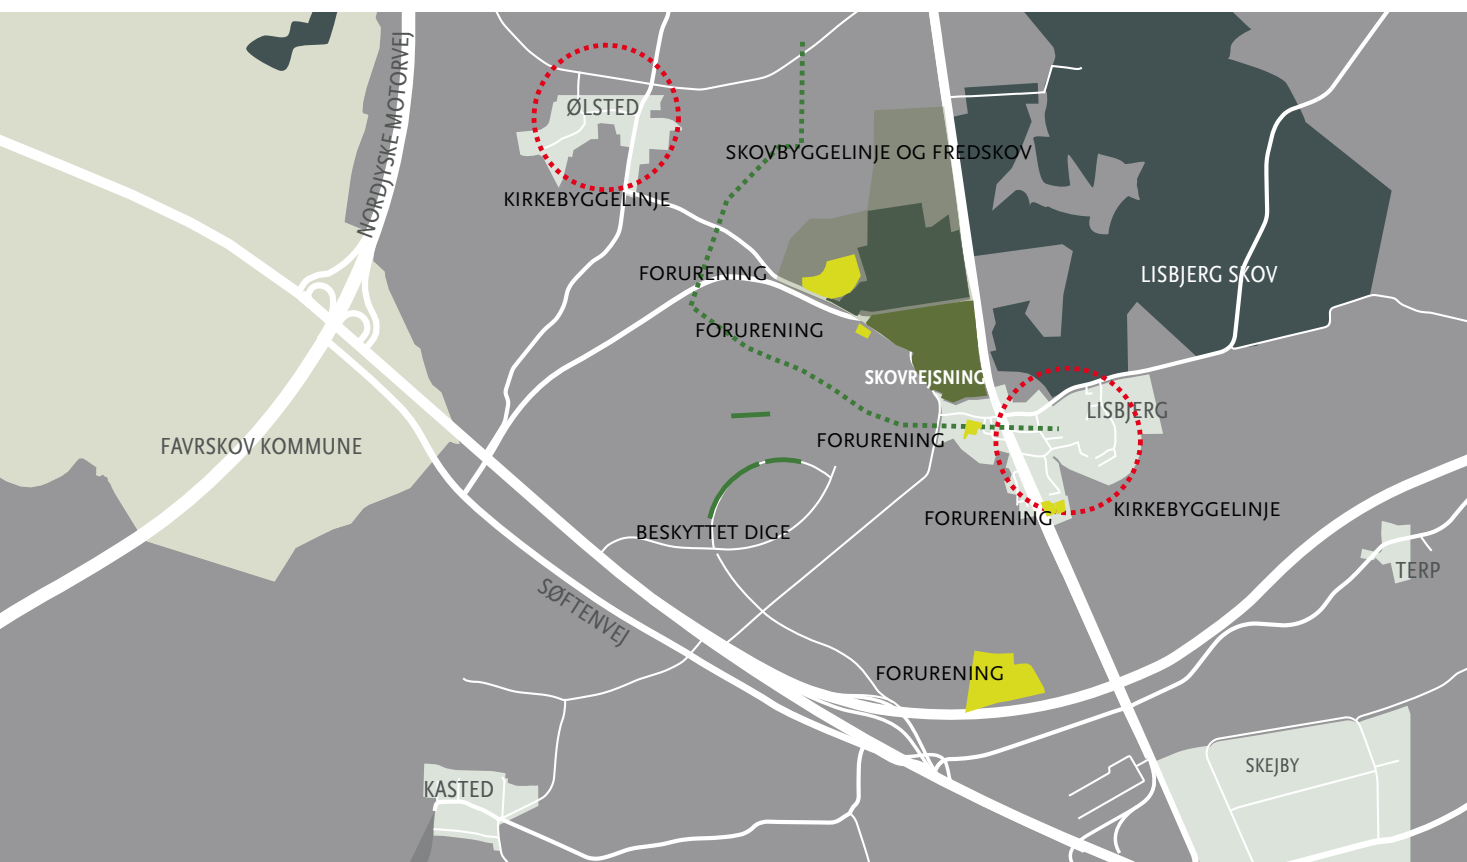 NORDJYSKE MOTORVEJ
ØLSTED
SKOVBYGGELINJE OG FREDSKOV
KIRKEBYGGELINJE
FORURENING
LISBJERG SKOV
FORURENING
SKOVREJSNING
LISBJERG
FAVRSKOV KOMMUNE
FORURENING
KIRKEBYGGELINJE
FORURENING
BESKYTTET DIGE
TERP
SØFTENVEJ
FORURENING
SKEJBY
KASTED